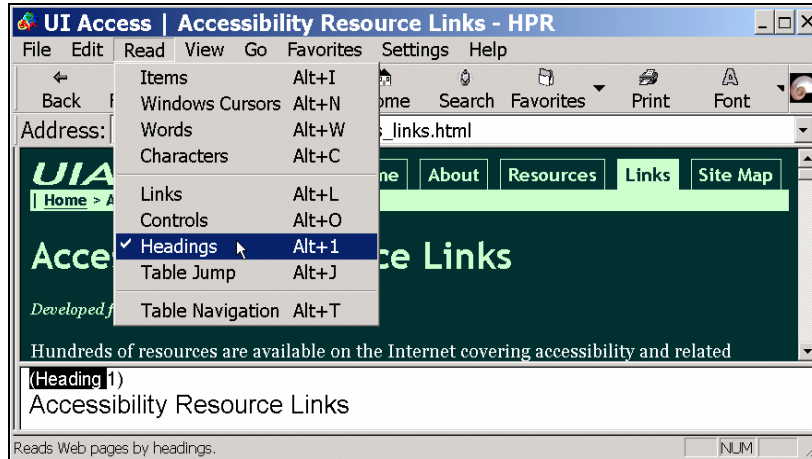 UI Access | Accessibility Resource Links - HPR
File Edit Read View Go Favorites Settings Help
Back Search Favorites Print Font
Address: _links.html
Items Alt+I
Windows Cursors Alt+N
Words Alt+W
Characters Alt+C
Links Alt+L
Controls Alt+O
Headings Alt+1
Table Jump Alt+J
Table Navigation Alt+T
UIA About Resources Links Site Map
| Home >
Acce ce Links
Developed f
Hundreds of resources are available on the Internet covering accessibility and related
(Heading 1)
Accessibility Resource Links
Reads Web pages by headings.
NUM